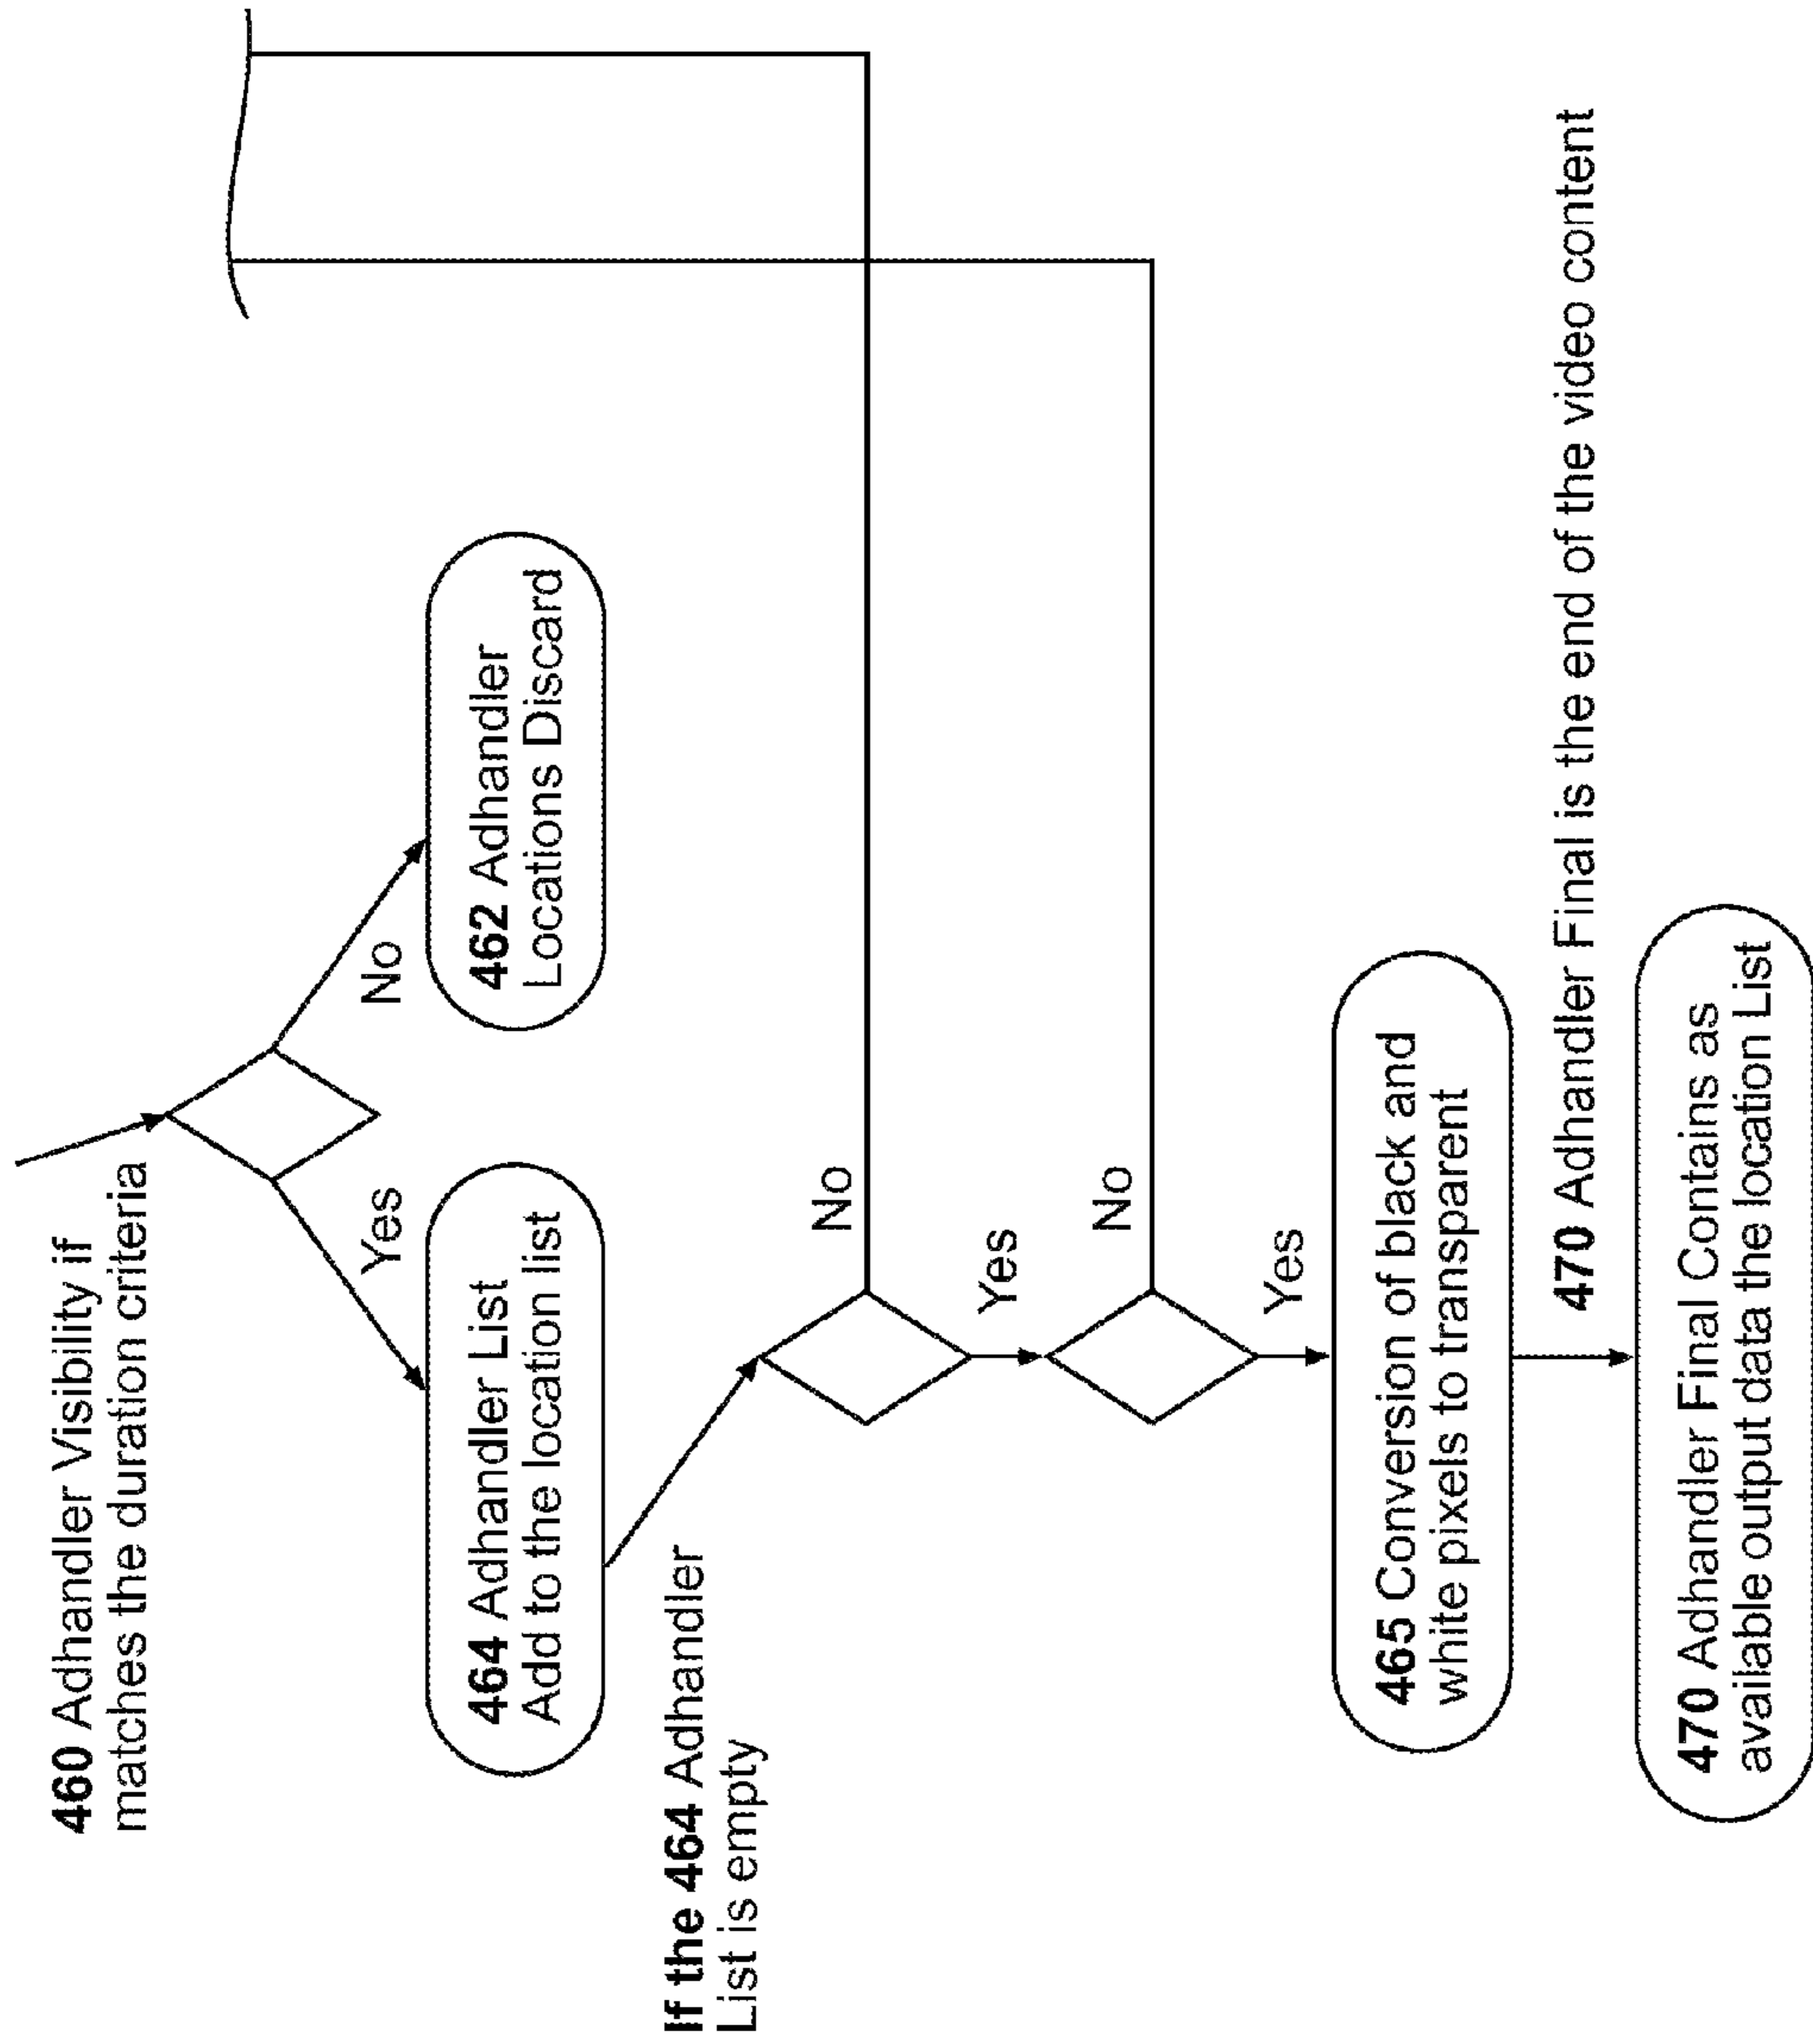 460 Adhandler Visibility if
matches the duration criteria
Yes
No
464 Adhandler List
Add to the location list
462 Adhandler
Locations Discard
If the 464 Adhandler
List is empty
No
Yes
No
Yes
465 Conversion of black and
white pixels to transparent
470 Adhandler Final is the end of the video content
470 Adhandler Final Contains as
available output data the location List